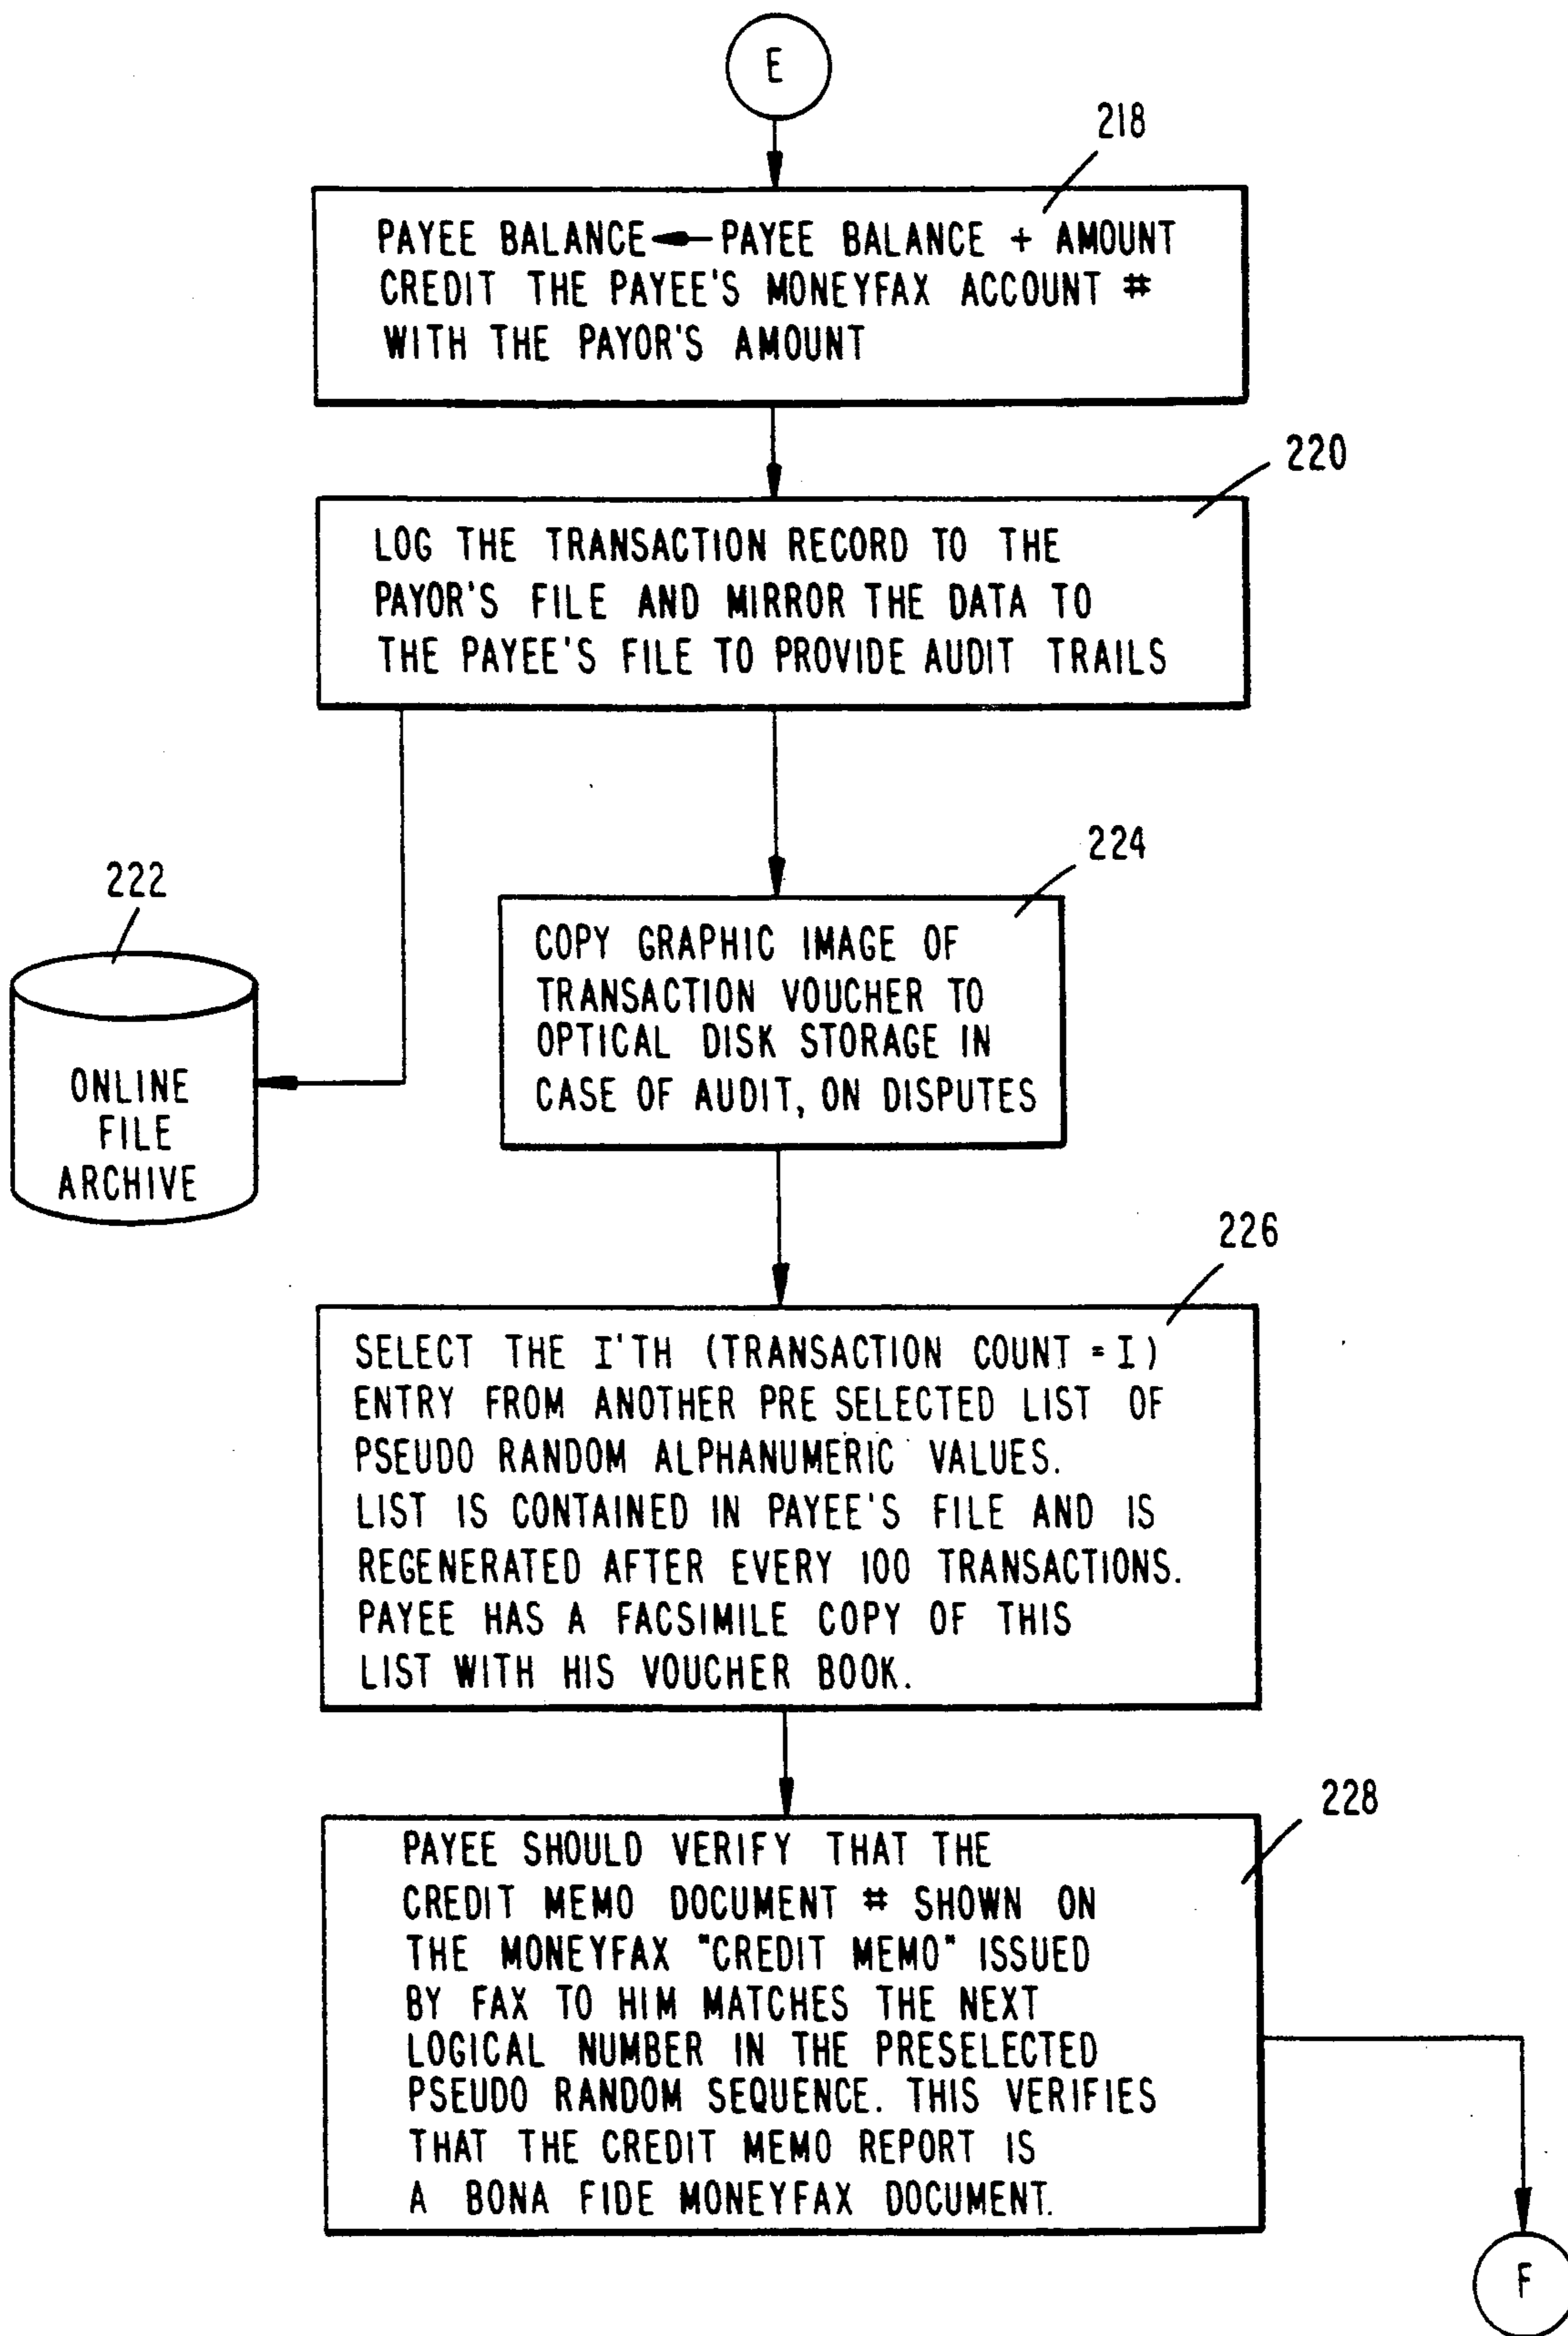 E
218
PAYEE BALANCE ← PAYEE BALANCE + AMOUNT
CREDIT THE PAYEE'S MONEYFAX ACCOUNT #
WITH THE PAYOR'S AMOUNT
220
LOG THE TRANSACTION RECORD TO THE
PAYOR'S FILE AND MIRROR THE DATA TO
THE PAYEE'S FILE TO PROVIDE AUDIT TRAILS
222
ONLINE
FILE
ARCHIVE
224
COPY GRAPHIC IMAGE OF
TRANSACTION VOUCHER TO
OPTICAL DISK STORAGE IN
CASE OF AUDIT, ON DISPUTES
226
SELECT THE I'TH (TRANSACTION COUNT = I)
ENTRY FROM ANOTHER PRE SELECTED LIST OF
PSEUDO RANDOM ALPHANUMERIC VALUES.
LIST IS CONTAINED IN PAYEE'S FILE AND IS
REGENERATED AFTER EVERY 100 TRANSACTIONS.
PAYEE HAS A FACSIMILE COPY OF THIS
LIST WITH HIS VOUCHER BOOK.
228
PAYEE SHOULD VERIFY THAT THE
CREDIT MEMO DOCUMENT # SHOWN ON
THE MONEYFAX "CREDIT MEMO" ISSUED
BY FAX TO HIM MATCHES THE NEXT
LOGICAL NUMBER IN THE PRESELECTED
PSEUDO RANDOM SEQUENCE. THIS VERIFIES
THAT THE CREDIT MEMO REPORT IS
A BONA FIDE MONEYFAX DOCUMENT.
F